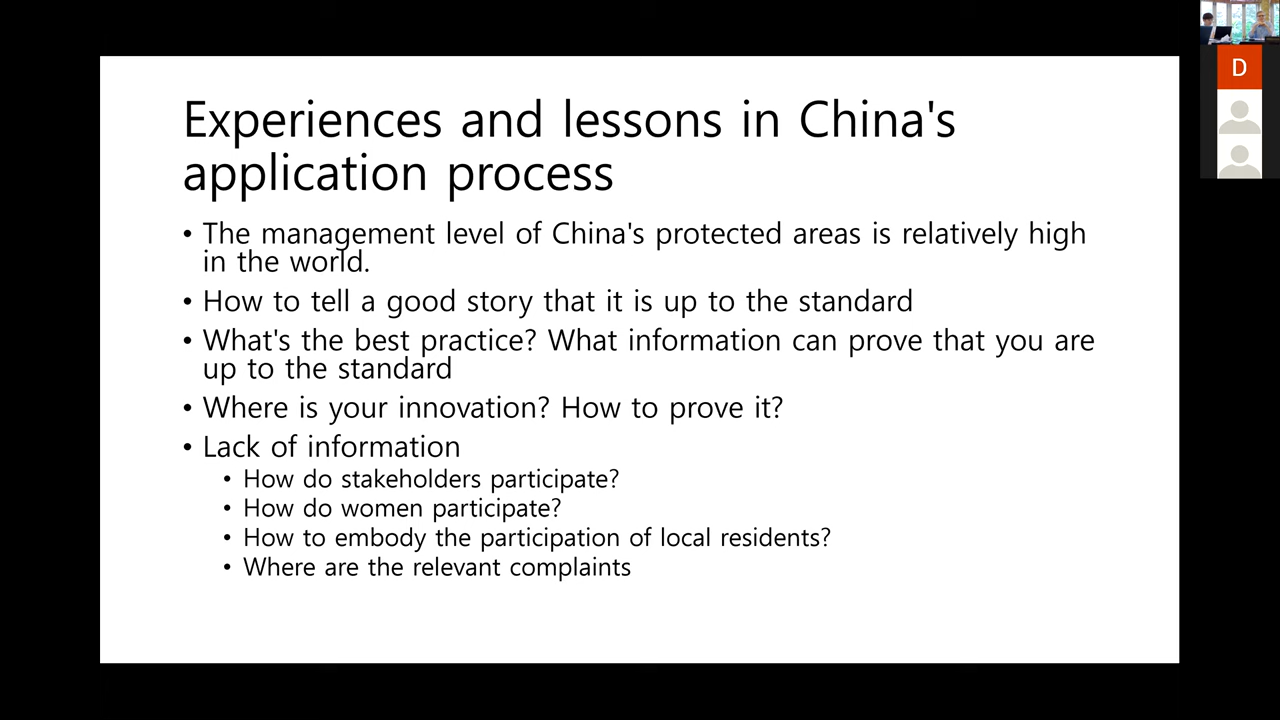 Experiences and lessons in China's
application process
• The management level of China's protected areas is relatively high
in the world.
• How to tell a good story that it is up to the standard
• What's the best practice? What information can prove that you are
up to the standard
• Where is your innovation? How to prove it?
• Lack of information
• How do stakeholders participate?
• How do women participate?
• How to embody the participation of local residents?
• Where are the relevant complaints
D